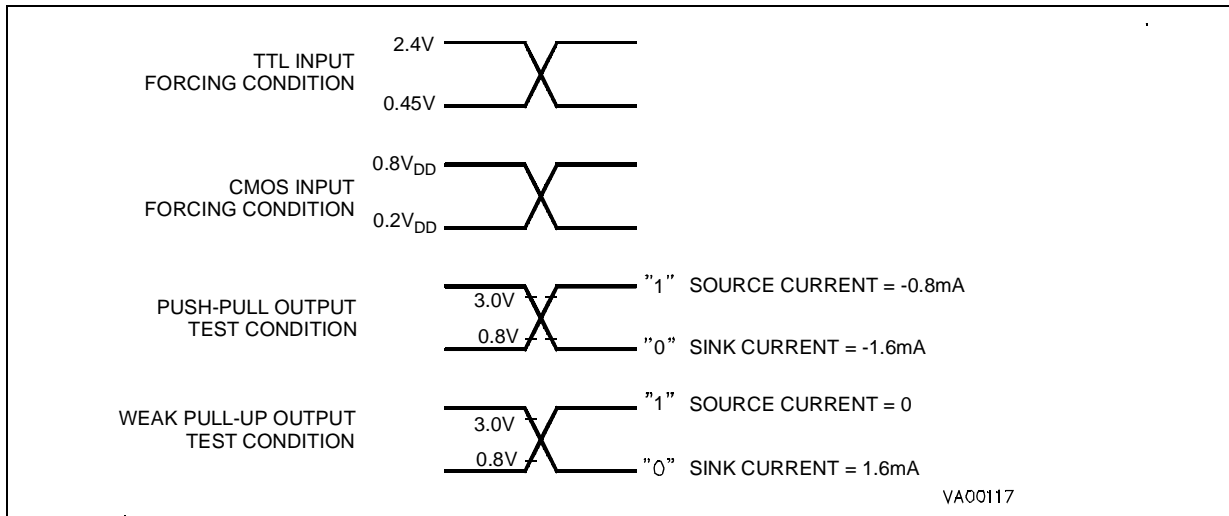 2.4V
TTL INPUT
FORCING CONDITION
0.45V
0.8VDD
CMOS INPUT
FORCING CONDITION
0.2VDD
"1" SOURCE CURRENT = -0.8mA
3.0V
PUSH-PULL OUTPUT
TEST CONDITION
0.8V
"0" SINK CURRENT = -1.6mA
"1" SOURCE CURRENT = 0
3.0V
WEAK PULL-UP OUTPUT
TEST CONDITION
0.8V
"0" SINK CURRENT = 1.6mA
VA00117